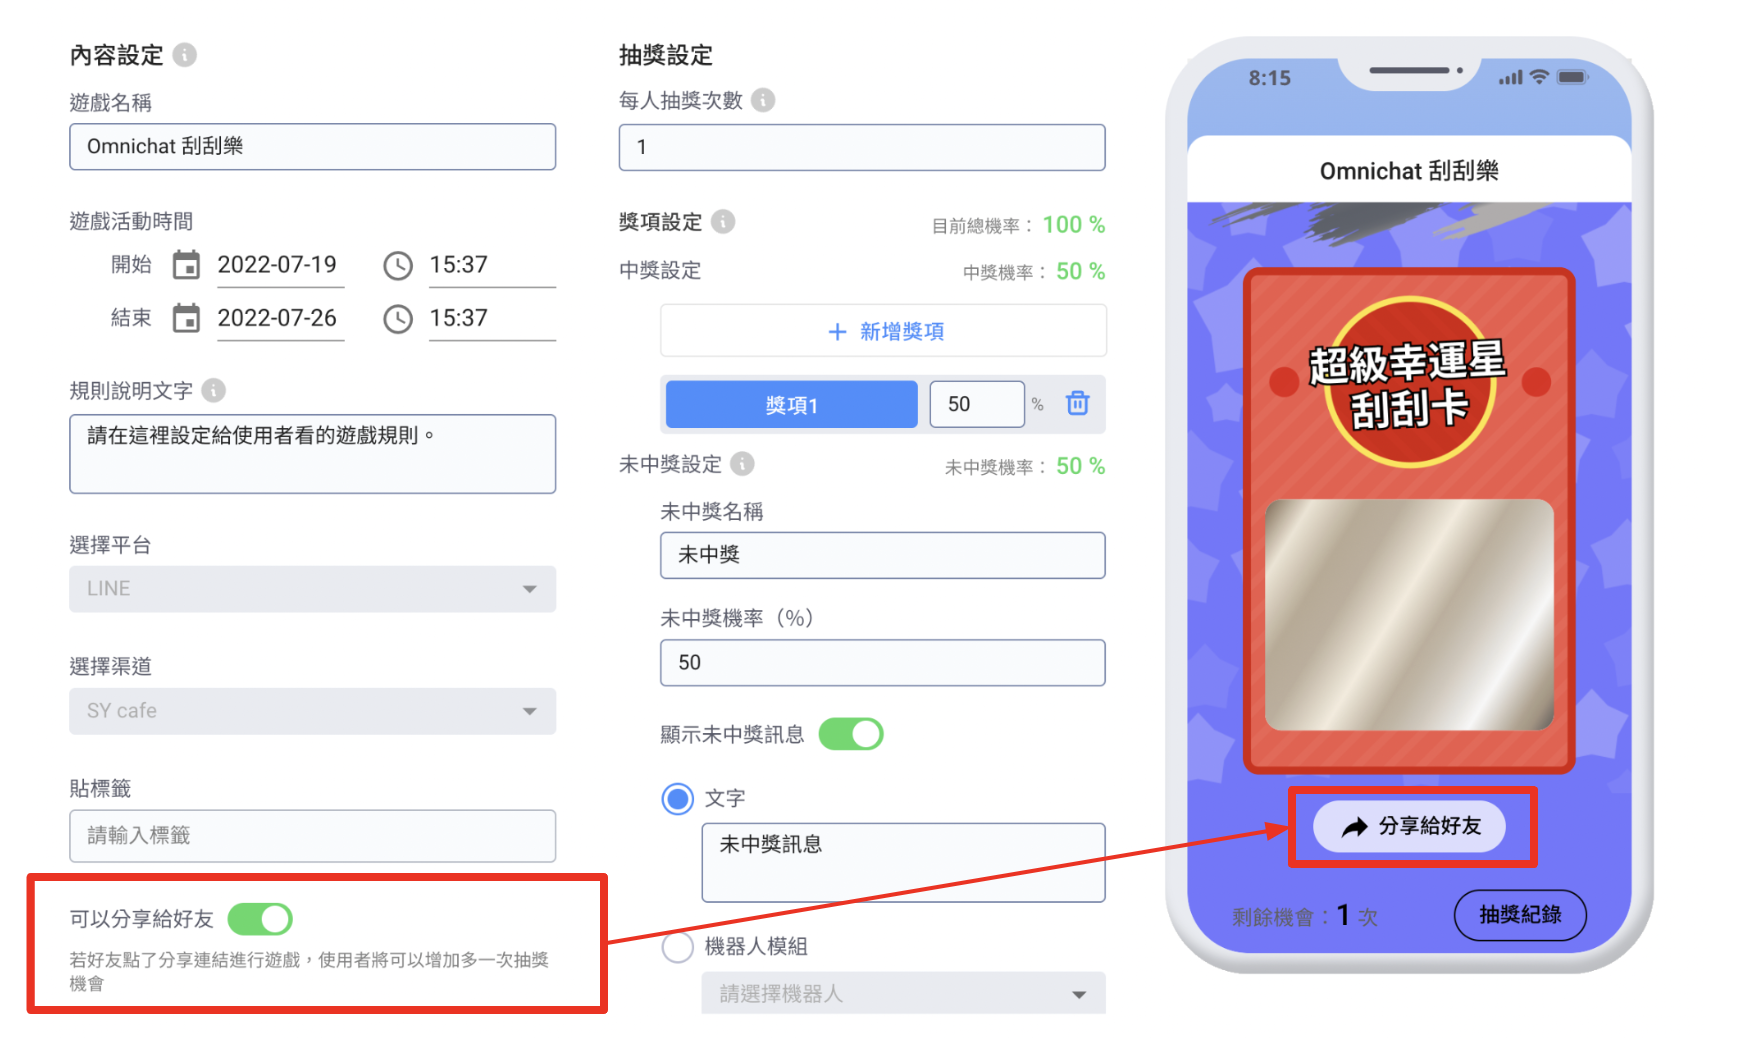 內容設定
遊戲名稱
Omnichat 刮刮樂
遊戲活動時間
開始 2022-07-19 15:37
結束 2022-07-26 15:37
規則說明文字
請在這裡設定給使用者看的遊戲規則。
選擇平台
LINE
選擇渠道
SY cafe
貼標籤
請輸入標籤
可以分享給好友
若好友點了分享連結進行遊戲，使用者將可以增加多一次抽獎
機會
抽獎設定
每人抽獎次數
1
獎項設定 目前總機率： 100 %
中獎設定 中獎機率： 50 %
+ 新增獎項
獎項1 50 %
未中獎設定 未中獎機率： 50 %
未中獎名稱
未中獎
未中獎機率（%）
50
顯示未中獎訊息
文字
未中獎訊息
機器人模組
請選擇機器人
8:15
Omnichat 刮刮樂
超級幸運星
刮刮卡
分享給好友
剩餘機會：1 次 抽獎紀錄